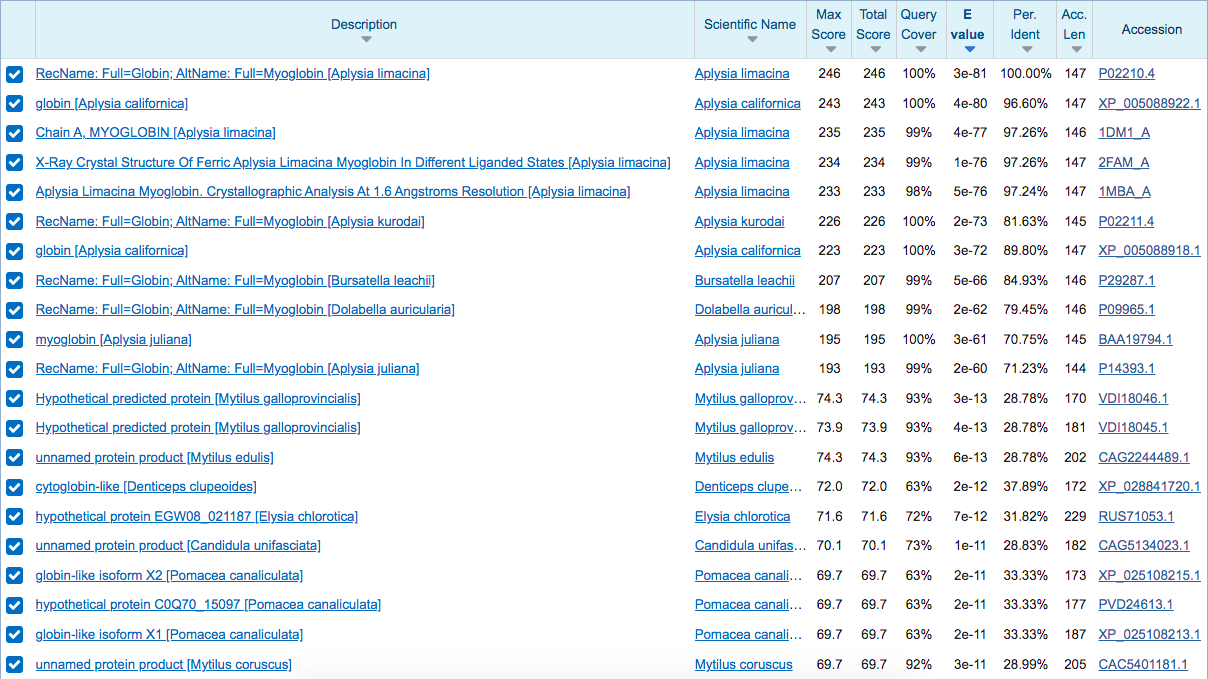 Description Scientific Name Max Score Total Score Query Cover E value Per. Ident Acc. Len Accession
RecName: Full=Globin; AltName: Full=Myoglobin [Aplysia limacina] Aplysia limacina 246 246 100% 3e-81 100.00% 147 P02210.4
globin [Aplysia californica] Aplysia californica 243 243 100% 4e-80 96.60% 147 XP_005088922.1
Chain A, MYOGLOBIN [Aplysia limacina] Aplysia limacina 235 235 99% 4e-77 97.26% 146 1DM1_A
X-Ray Crystal Structure Of Ferric Aplysia Limacina Myoglobin In Different Liganded States [Aplysia limacina] Aplysia limacina 234 234 99% 1e-76 97.26% 147 2FAM_A
Aplysia Limacina Myoglobin. Crystallographic Analysis At 1.6 Angstroms Resolution [Aplysia limacina] Aplysia limacina 233 233 98% 5e-76 97.24% 147 1MBA_A
RecName: Full=Globin; AltName: Full=Myoglobin [Aplysia kurodai] Aplysia kurodai 226 226 100% 2e-73 81.63% 145 P02211.4
globin [Aplysia californica] Aplysia californica 223 223 100% 3e-72 89.80% 147 XP_005088918.1
RecName: Full=Globin; AltName: Full=Myoglobin [Bursatella leachii] Bursatella leachii 207 207 99% 5e-66 84.93% 146 P29287.1
RecName: Full=Globin; AltName: Full=Myoglobin [Dolabella auricularia] Dolabella auricul... 198 198 99% 2e-62 79.45% 146 P09965.1
myoglobin [Aplysia juliana] Aplysia juliana 195 195 100% 3e-61 70.75% 145 BAA19794.1
RecName: Full=Globin; AltName: Full=Myoglobin [Aplysia juliana] Aplysia juliana 193 193 99% 2e-60 71.23% 144 P14393.1
Hypothetical predicted protein [Mytilus galloprovincialis] Mytilus galloprov... 74.3 74.3 93% 3e-13 28.78% 170 VDI18046.1
Hypothetical predicted protein [Mytilus galloprovincialis] Mytilus galloprov... 73.9 73.9 93% 4e-13 28.78% 181 VDI18045.1
unnamed protein product [Mytilus edulis] Mytilus edulis 74.3 74.3 93% 6e-13 28.78% 202 CAG2244489.1
cytoglobin-like [Denticeps clupeoides] Denticeps clupe... 72.0 72.0 63% 2e-12 37.89% 172 XP_028841720.1
hypothetical protein EGW08_021187 [Elysia chlorotica] Elysia chlorotica 71.6 71.6 72% 7e-12 31.82% 229 RUS71053.1
unnamed protein product [Candidula unifasciata] Candidula unifas... 70.1 70.1 73% 1e-11 28.83% 182 CAG5134023.1
globin-like isoform X2 [Pomacea canaliculata] Pomacea canali... 69.7 69.7 63% 2e-11 33.33% 173 XP_025108215.1
hypothetical protein C0Q70_15097 [Pomacea canaliculata] Pomacea canali... 69.7 69.7 63% 2e-11 33.33% 177 PVD24613.1
globin-like isoform X1 [Pomacea canaliculata] Pomacea canali... 69.7 69.7 63% 2e-11 33.33% 187 XP_025108213.1
unnamed protein product [Mytilus coruscus] Mytilus coruscus 69.7 69.7 92% 3e-11 28.99% 205 CAC5401181.1